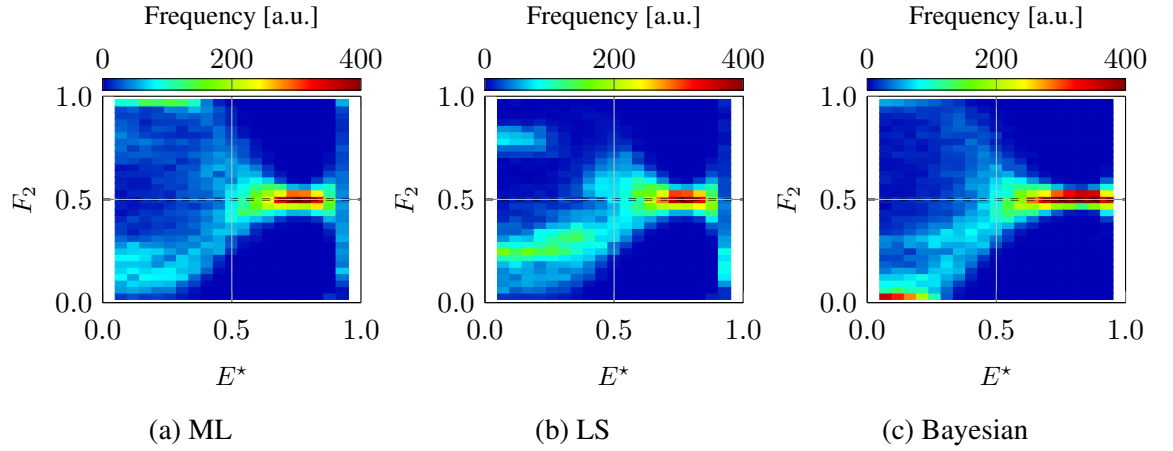 Frequency [a.u.] Frequency [a.u.] Frequency [a.u.]
0 200 400 0 200 400 0 200 400
1.0 1.0 1.0
F2 0.5 F2 0.5 F2 0.5
0.0 0.0 0.0
0.0 0.5 1.0 0.0 0.5 1.0 0.0 0.5 1.0
E⋆ E⋆ E⋆
(a) ML (b) LS (c) Bayesian